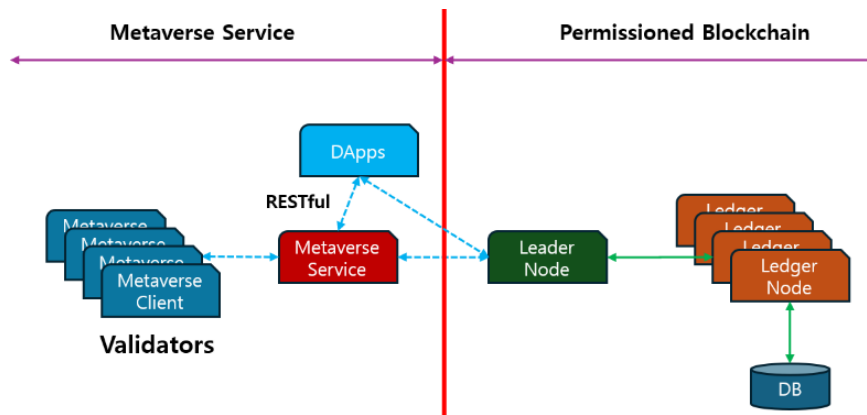 Metaverse Service
Permissioned Blockchain
DApps
RESTful
Metaverse
Metaverse
Metaverse
Metaverse
Client
Validators
Metaverse
Service
Leader
Node
Ledger
Ledger
Ledger
Ledger
Node
DB